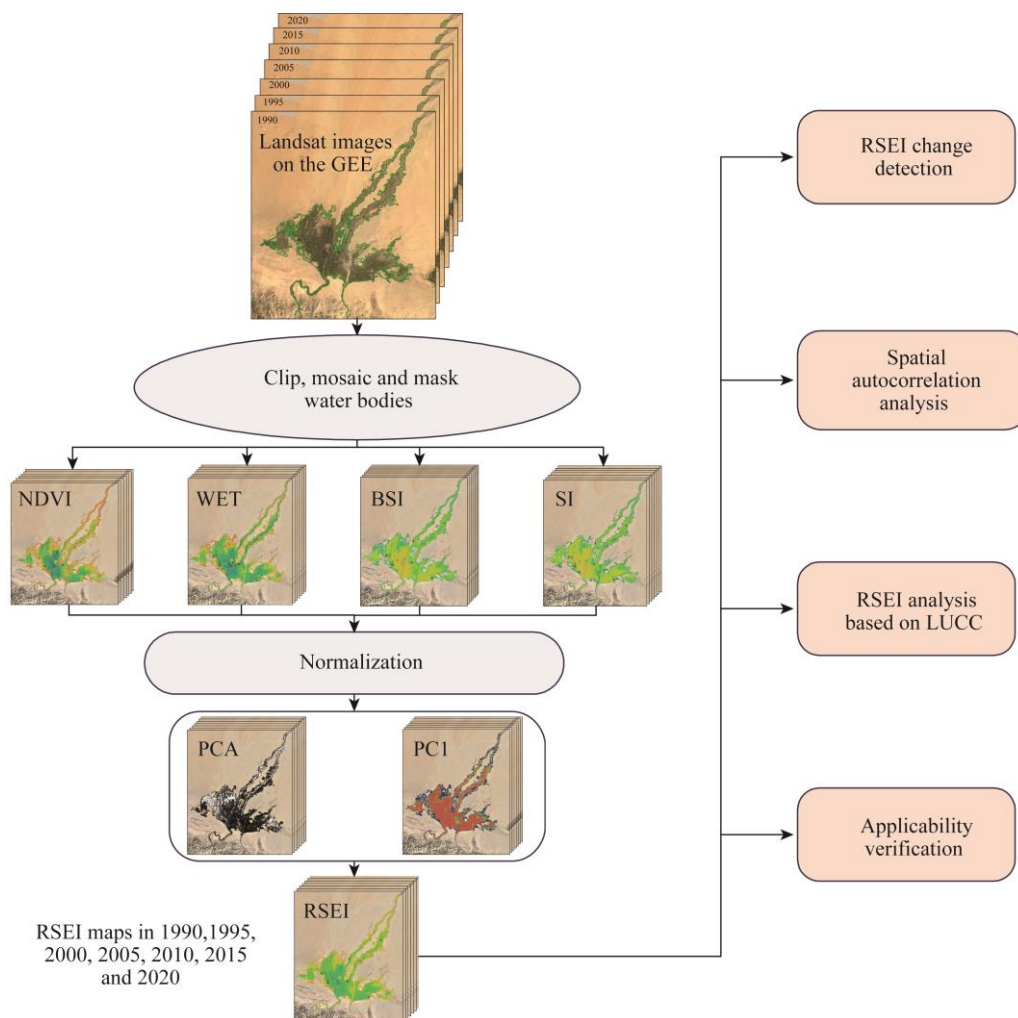 2020
2015
2010
2005
2000
1995
1990
Landsat images
on the GEE
Clip, mosaic and mask
water bodies
NDVI
WET
BSI
SI
Normalization
PCA
PC1
RSEI
RSEI maps in 1990,1995,
2000, 2005, 2010, 2015
and 2020
RSEI change
detection
Spatial
autocorrelation
analysis
RSEI analysis
based on LUCC
Applicability
verification